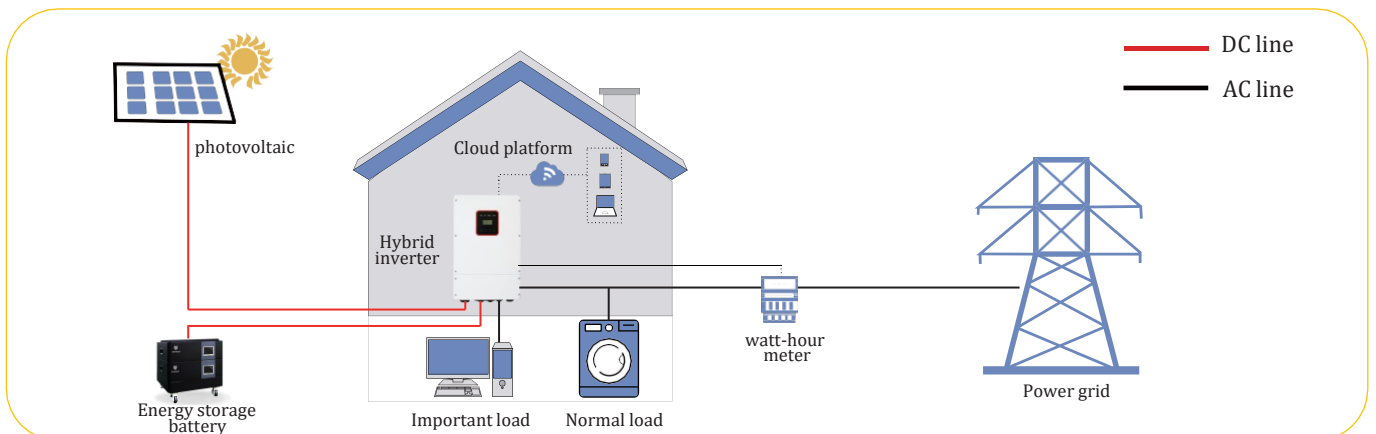 DC line
AC line
photovoltaic
Cloud platform
Hybrid
inverter
watt-hour
meter
Power grid
Energy storage
battery
Important load
Normal load